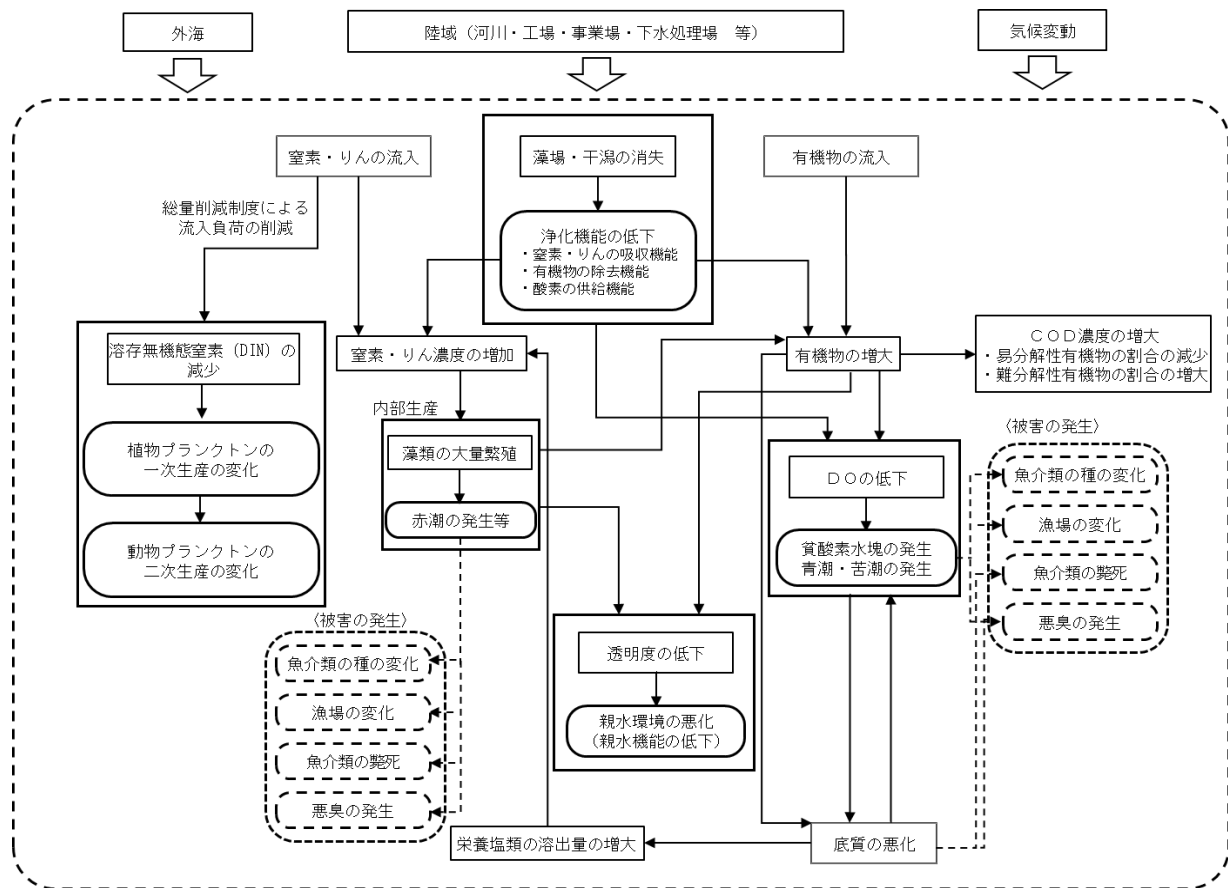 外海
陸域（河川・工場・事業場・下水処理場　等）
気候変動
窒素・りんの流入
藻場・干潟の消失
有機物の流入
総量削減制度による
流入負荷の削減
浄化機能の低下
・窒素・りんの吸収機能
・有機物の除去機能
・酸素の供給機能
溶存無機態窒素（DIN）の
減少
窒素・りん濃度の増加
有機物の増大
ＣＯＤ濃度の増大
・易分解性有機物の割合の減少
・難分解性有機物の割合の増大
植物プランクトンの
一次生産の変化
動物プランクトンの
二次生産の変化
内部生産
藻類の大量繁殖
赤潮の発生等
ＤＯの低下
貧酸素水塊の発生
青潮・苦潮の発生
〈被害の発生〉
魚介類の種の変化
漁場の変化
魚介類の斃死
悪臭の発生
〈被害の発生〉
魚介類の種の変化
漁場の変化
魚介類の斃死
悪臭の発生
透明度の低下
親水環境の悪化
（親水機能の低下）
栄養塩類の溶出量の増大
底質の悪化